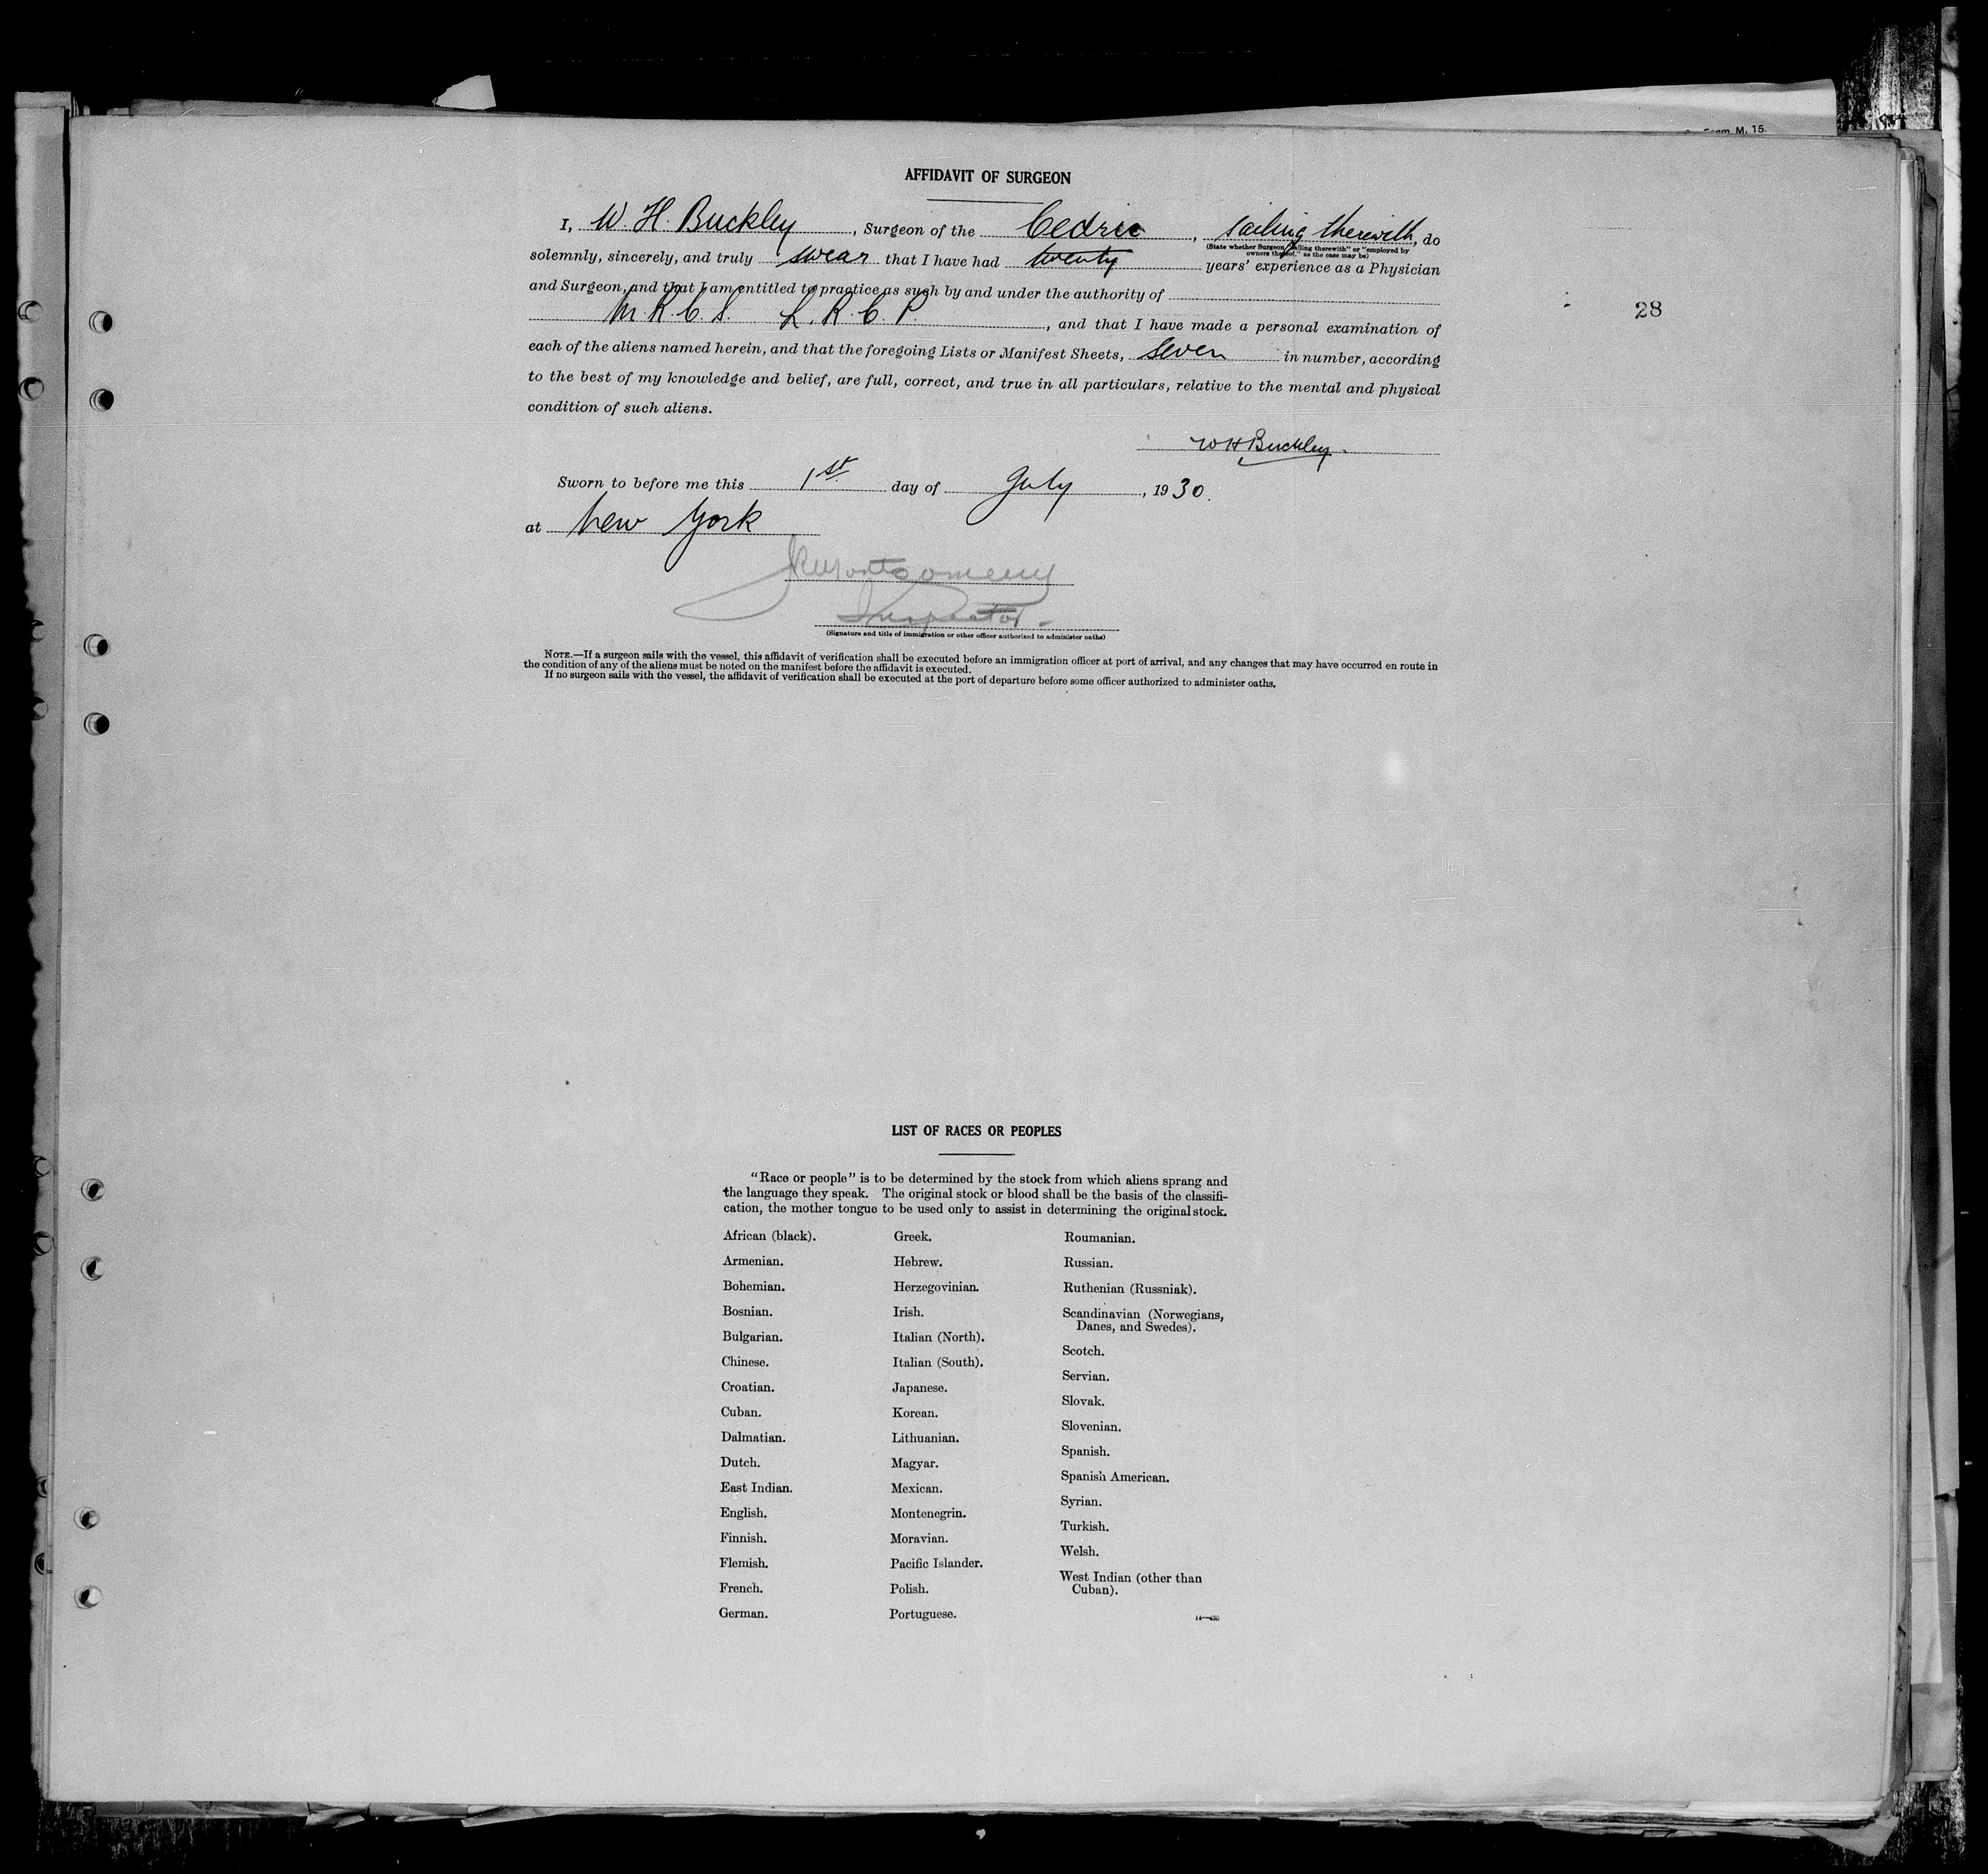 Form M. 15.
AFFIDAVIT OF SURGEON
I, W. H. Buckley, Surgeon of the Cedric, sailing therewith, do
(State whether Surgeon "sailing therewith" or "employed by
owners thereof," as the case may be)
solemnly, sincerely, and truly swear that I have had twenty years' experience as a Physician
and Surgeon, and that I am entitled to practice as such by and under the authority of
M. R. C. S. L. R. C. P., and that I have made a personal examination of
28
each of the aliens named herein, and that the foregoing Lists or Manifest Sheets, seven in number, according
to the best of my knowledge and belief, are full, correct, and true in all particulars, relative to the mental and physical
condition of such aliens.
W H Buckley.
Sworn to before me this 1st day of July, 1930.
at New York
Montgomery
Inspector
(Signature and title of immigration or other officer authorized to administer oaths)
NOTE.—If a surgeon sails with the vessel, this affidavit of verification shall be executed before an immigration officer at port of arrival, and any changes that may have occurred en route in
the condition of any of the aliens must be noted on the manifest before the affidavit is executed.
If no surgeon sails with the vessel, the affidavit of verification shall be executed at the port of departure before some officer authorized to administer oaths.
LIST OF RACES OR PEOPLES
"Race or people" is to be determined by the stock from which aliens sprang and
the language they speak. The original stock or blood shall be the basis of the classifi-
cation, the mother tongue to be used only to assist in determining the original stock.
African (black).
Armenian.
Bohemian.
Bosnian.
Bulgarian.
Chinese.
Croatian.
Cuban.
Dalmatian.
Dutch.
East Indian.
English.
Finnish.
Flemish.
French.
German.
Greek.
Hebrew.
Herzegovinian.
Irish.
Italian (North).
Italian (South).
Japanese.
Korean.
Lithuanian.
Magyar.
Mexican.
Montenegrin.
Moravian.
Pacific Islander.
Polish.
Portuguese.
Roumanian.
Russian.
Ruthenian (Russniak).
Scandinavian (Norwegians,
Danes, and Swedes).
Scotch.
Servian.
Slovak.
Slovenian.
Spanish.
Spanish American.
Syrian.
Turkish.
Welsh.
West Indian (other than
Cuban).